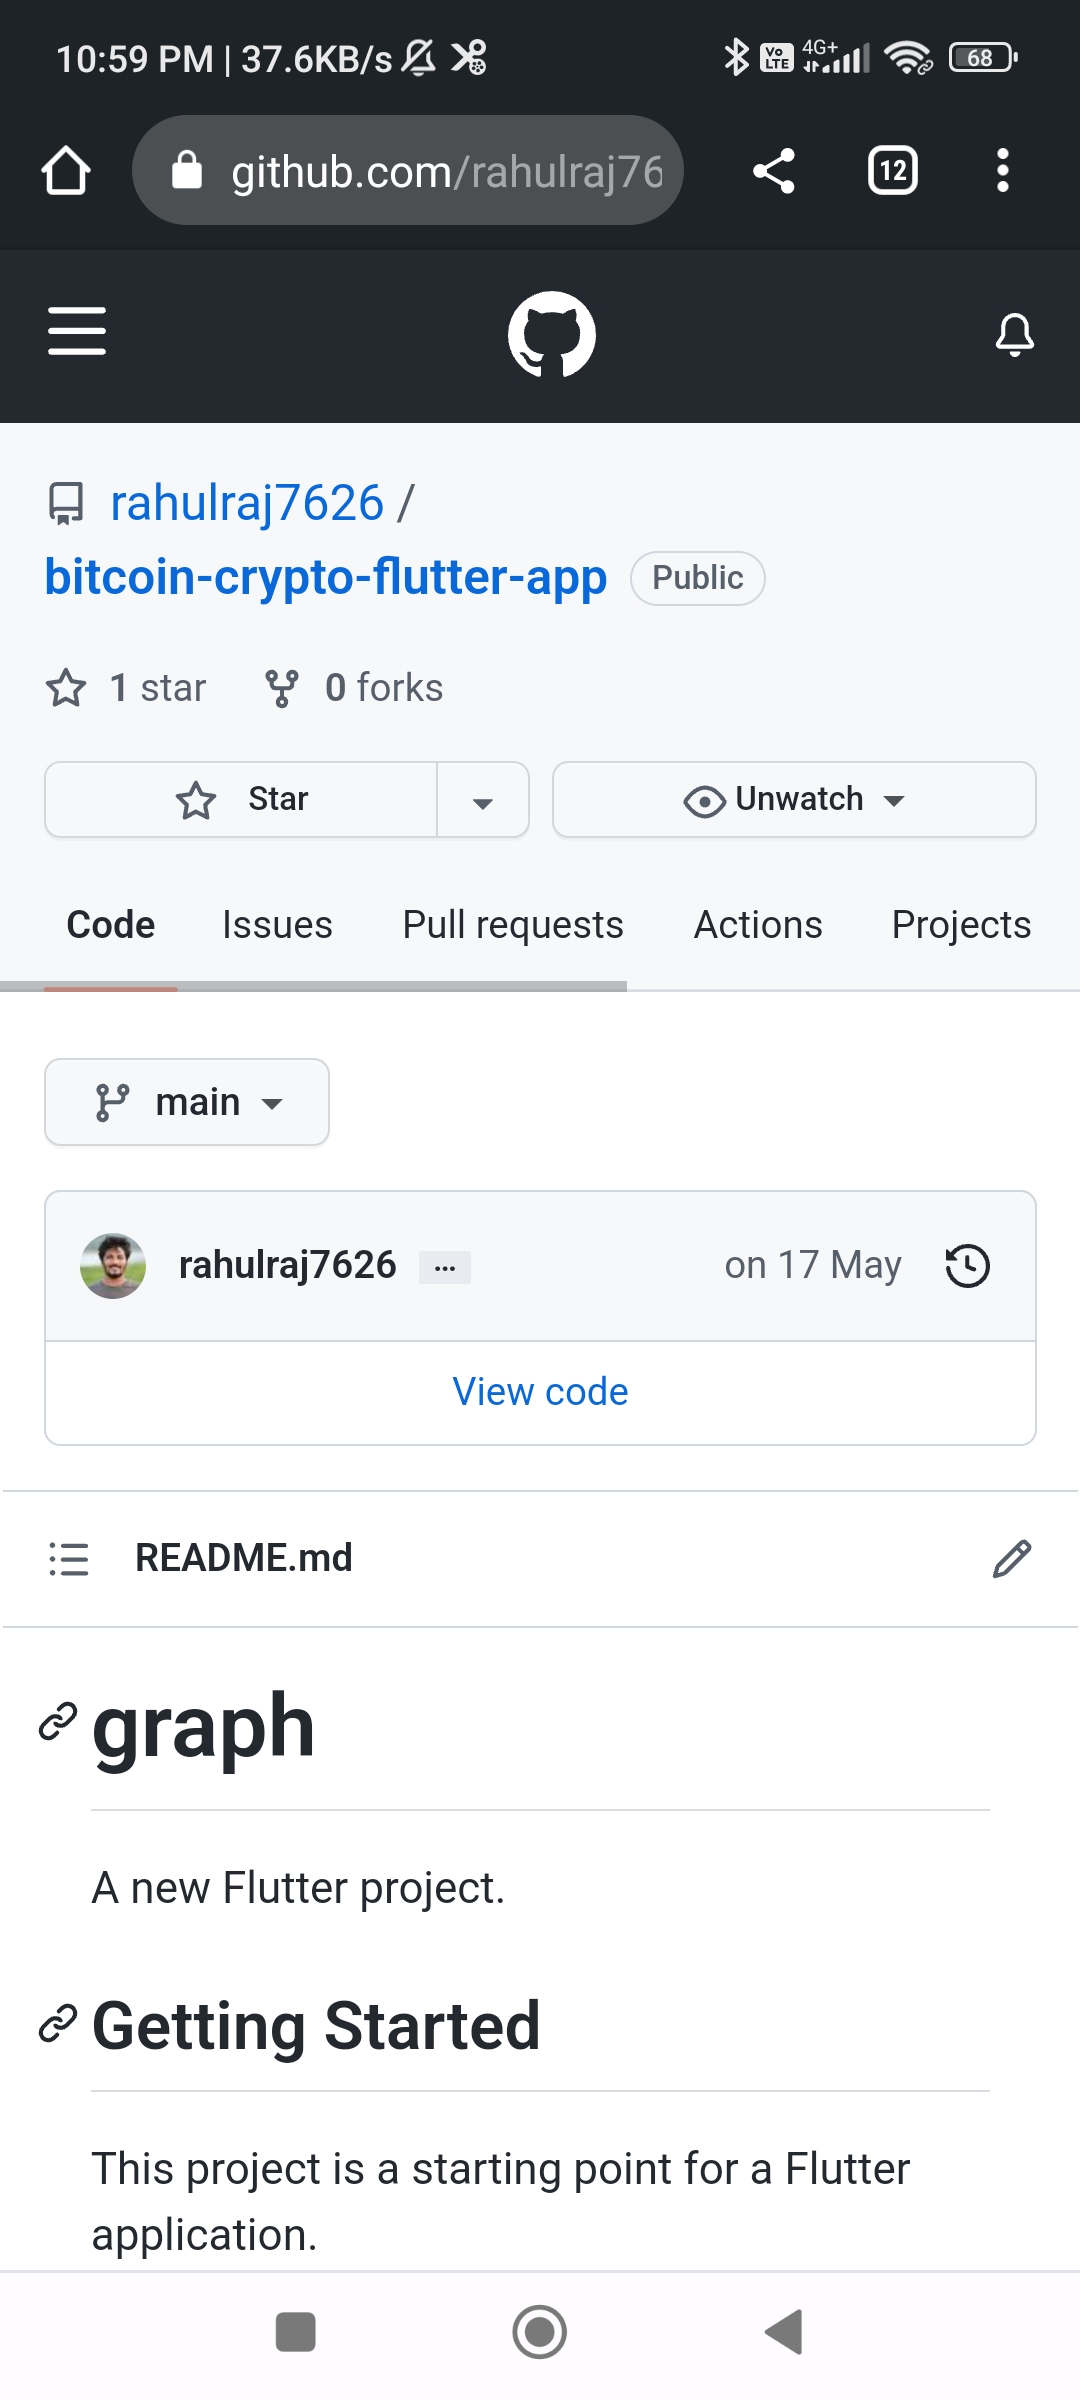 10:59 PM | 37.6KB/s
Vo LTE 4G+ 68
github.com/rahulraj76
12
rahulraj7626 /
bitcoin-crypto-flutter-app Public
1 star 0 forks
Star Unwatch
Code Issues Pull requests Actions Projects
main
rahulraj7626 ... on 17 May
View code
README.md
graph
A new Flutter project.
Getting Started
This project is a starting point for a Flutter
application.